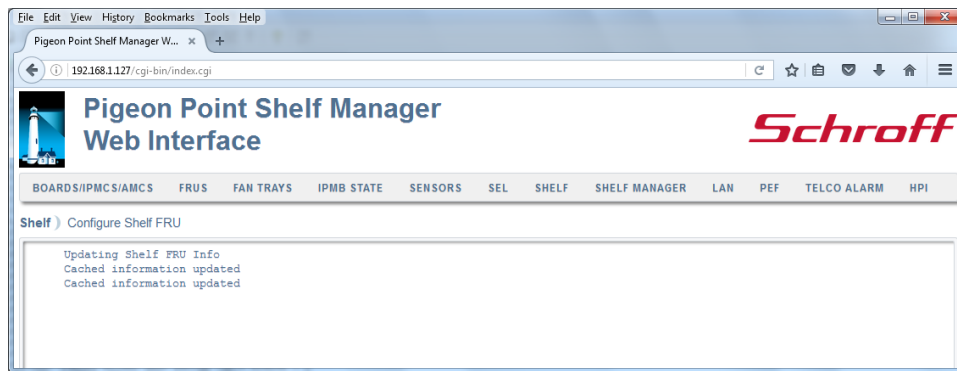 File Edit View History Bookmarks Tools Help
Pigeon Point Shelf Manager W... × +
192.168.1.127/cgi-bin/index.cgi
Pigeon Point Shelf Manager
Web Interface
Schroff
BOARDS/IPMCS/AMCS FRUS FAN TRAYS IPMB STATE SENSORS SEL SHELF SHELF MANAGER LAN PEF TELCO ALARM HPI
Shelf ) Configure Shelf FRU
Updating Shelf FRU Info
Cached information updated
Cached information updated